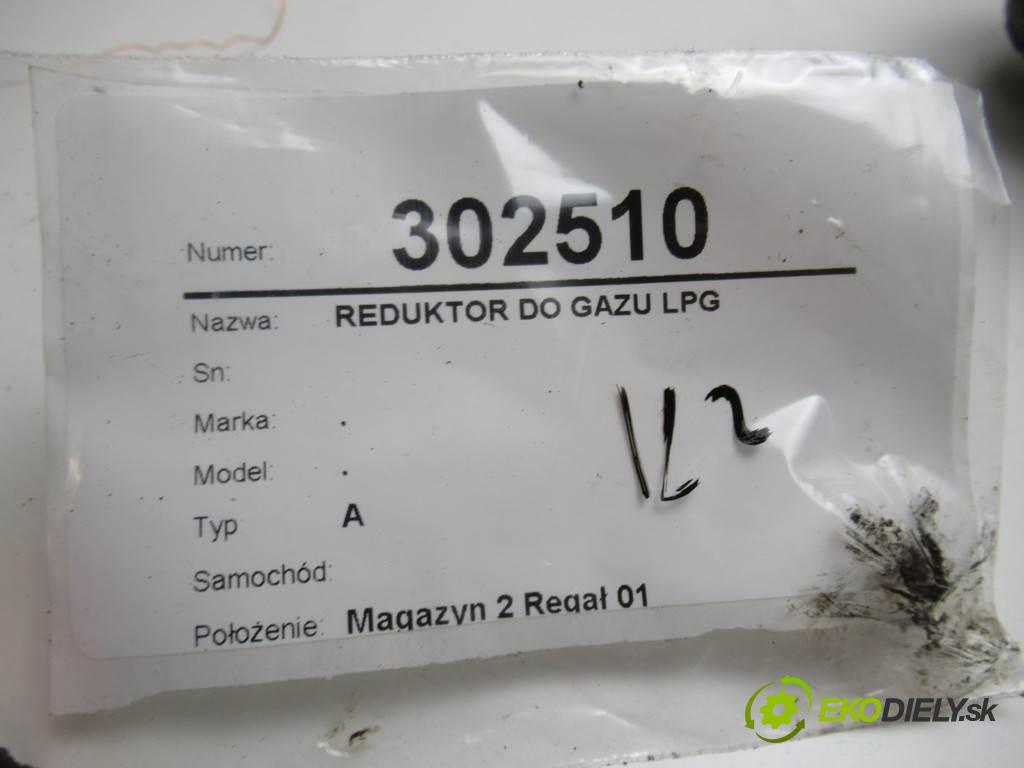 Numer: 302510
Nazwa: REDUKTOR DO GAZU LPG
Sn:
Marka: .
Model: .
Typ A
Samochód:
Położenie: Magazyn 2 Regał 01
EKODIELY.sk